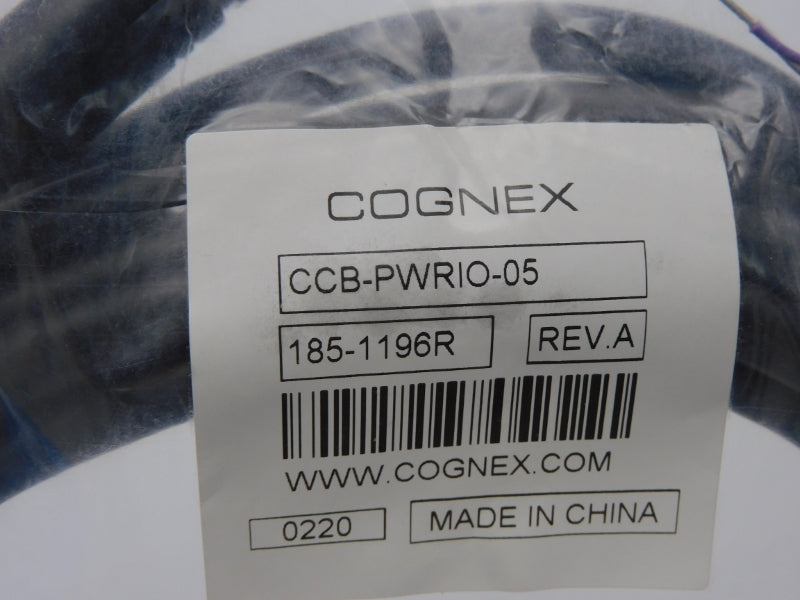 COGNEX
CCB-PWRIO-05
185-1196R REV.A
WWW.COGNEX.COM
0220 MADE IN CHINA